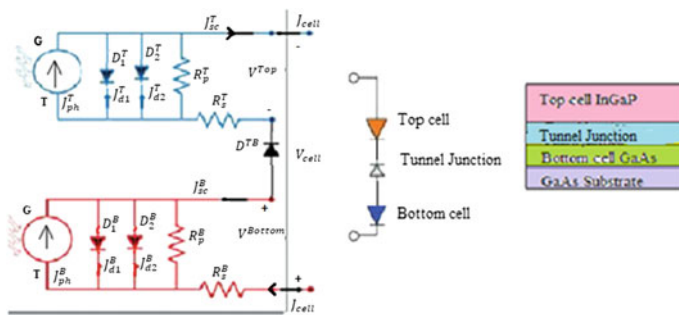 J_sc^T
J_cell
-
G
D_1^T
D_2^T
R_p^T
V^Top
T
J_ph^T
J_d1^T
J_d2^T
R_s^T
-
D^TB
V_cell
J_sc^B
+
G
D_1^B
D_2^B
R_p^B
V^Bottom
T
J_ph^B
J_d1^B
J_d2^B
R_s^B
+
J_cell
Top cell
Tunnel Junction
Bottom cell
Top cell InGaP
Tunnel Junction
Bottom cell GaAs
GaAs Substrate